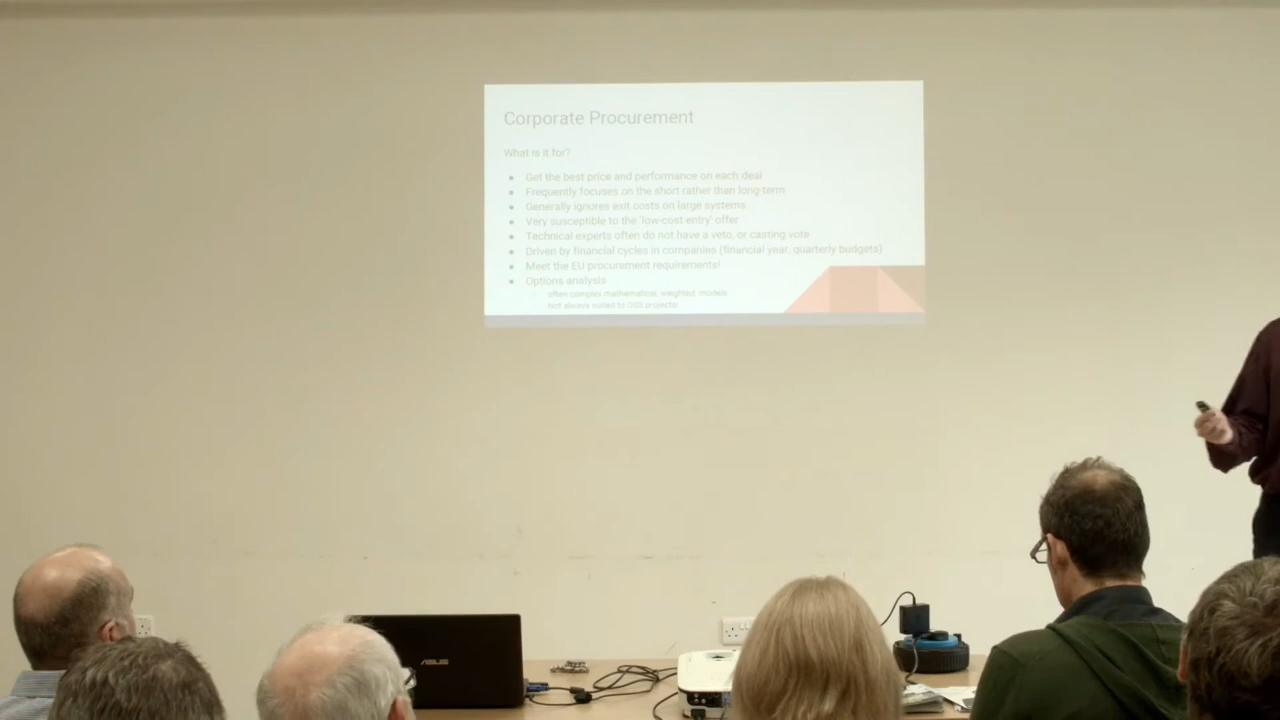 Corporate Procurement
What is it for?
Get the best price and performance on each deal
Frequently focuses on the short rather than long-term
Generally ignores exit costs on large systems
Very susceptible to the 'low-cost entry' offer
Technical experts often do not have a veto, or casting vote
Driven by financial cycles in companies (financial year, quarterly budgets)
Meet the EU procurement requirements!
Options analysis
often complex mathematical, weighted, models
Not always suited to OSS projects!
ASUS